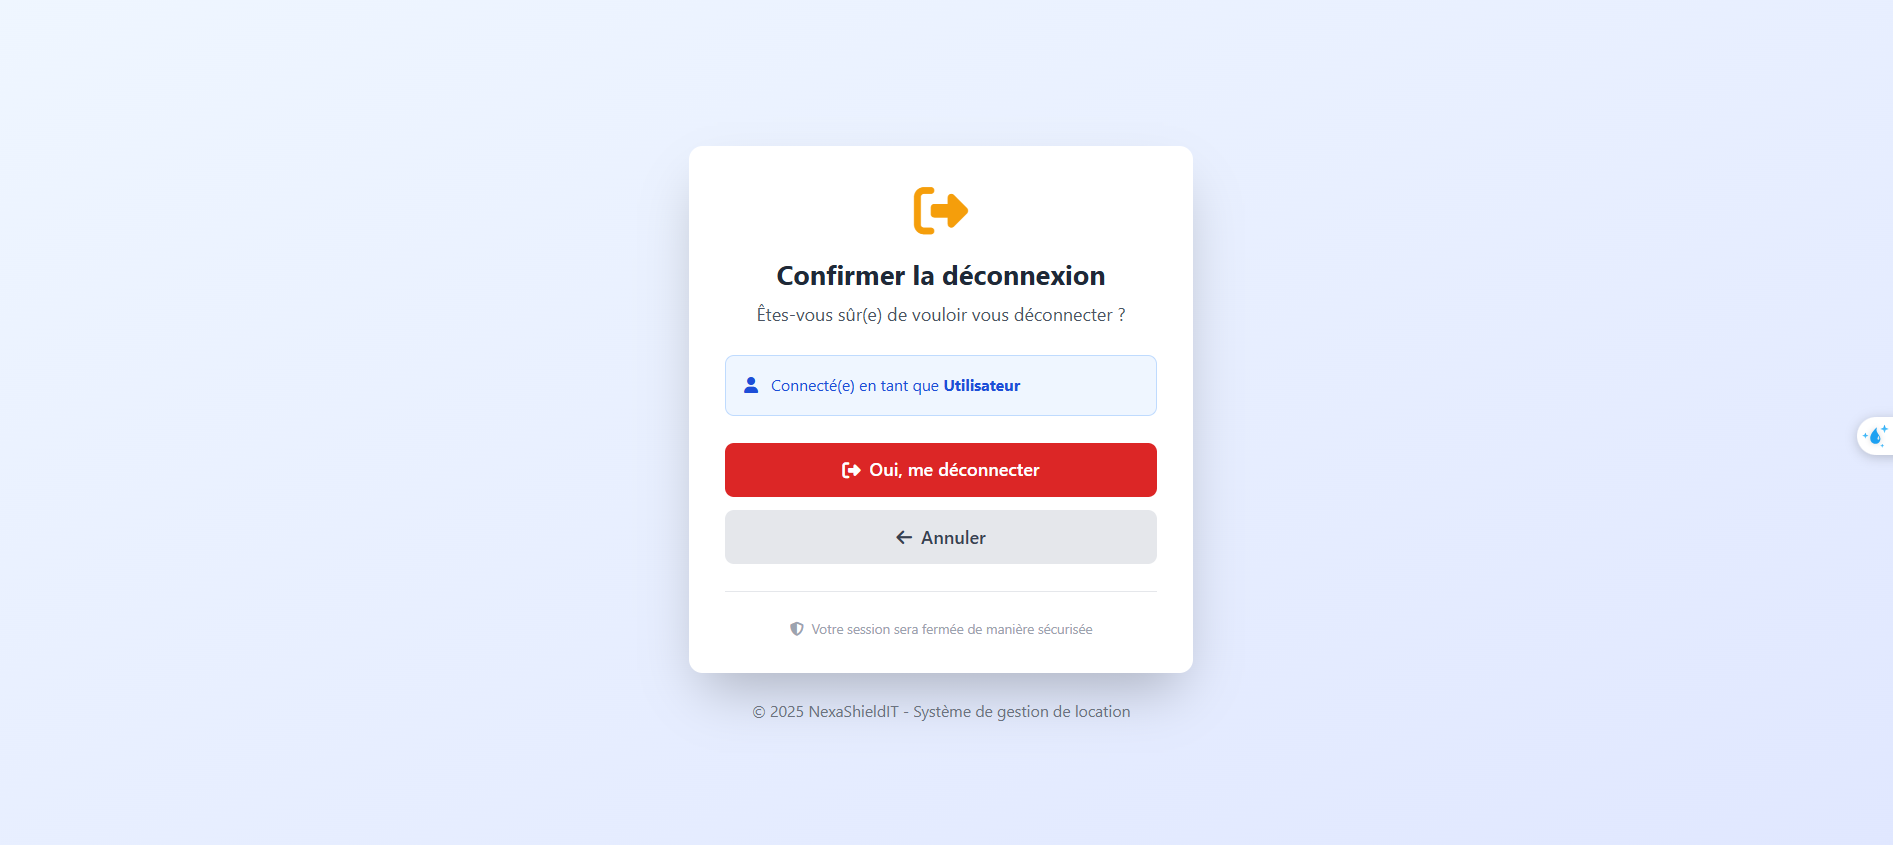 Confirmer la déconnexion
Êtes-vous sûr(e) de vouloir vous déconnecter ?
Connecté(e) en tant que Utilisateur
Oui, me déconnecter
Annuler
Votre session sera fermée de manière sécurisée
© 2025 NexaShieldIT - Système de gestion de location